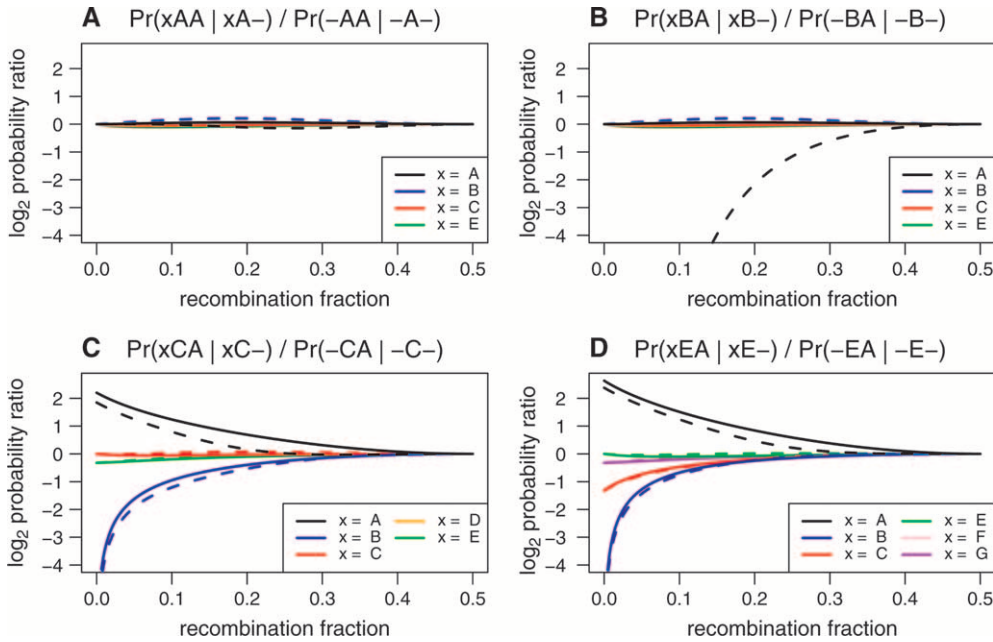 A Pr(xAA | xA−) / Pr(−AA | −A−)
log2 probability ratio
2
1
0
−1
−2
−3
−4
x = A
x = B
x = C
x = E
0.0 0.1 0.2 0.3 0.4 0.5
recombination fraction
B Pr(xBA | xB−) / Pr(−BA | −B−)
log2 probability ratio
2
1
0
−1
−2
−3
−4
x = A
x = B
x = C
x = E
0.0 0.1 0.2 0.3 0.4 0.5
recombination fraction
C Pr(xCA | xC−) / Pr(−CA | −C−)
log2 probability ratio
2
1
0
−1
−2
−3
−4
x = A x = D
x = B x = E
x = C
0.0 0.1 0.2 0.3 0.4 0.5
recombination fraction
D Pr(xEA | xE−) / Pr(−EA | −E−)
log2 probability ratio
2
1
0
−1
−2
−3
−4
x = A x = E
x = B x = F
x = C x = G
0.0 0.1 0.2 0.3 0.4 0.5
recombination fraction